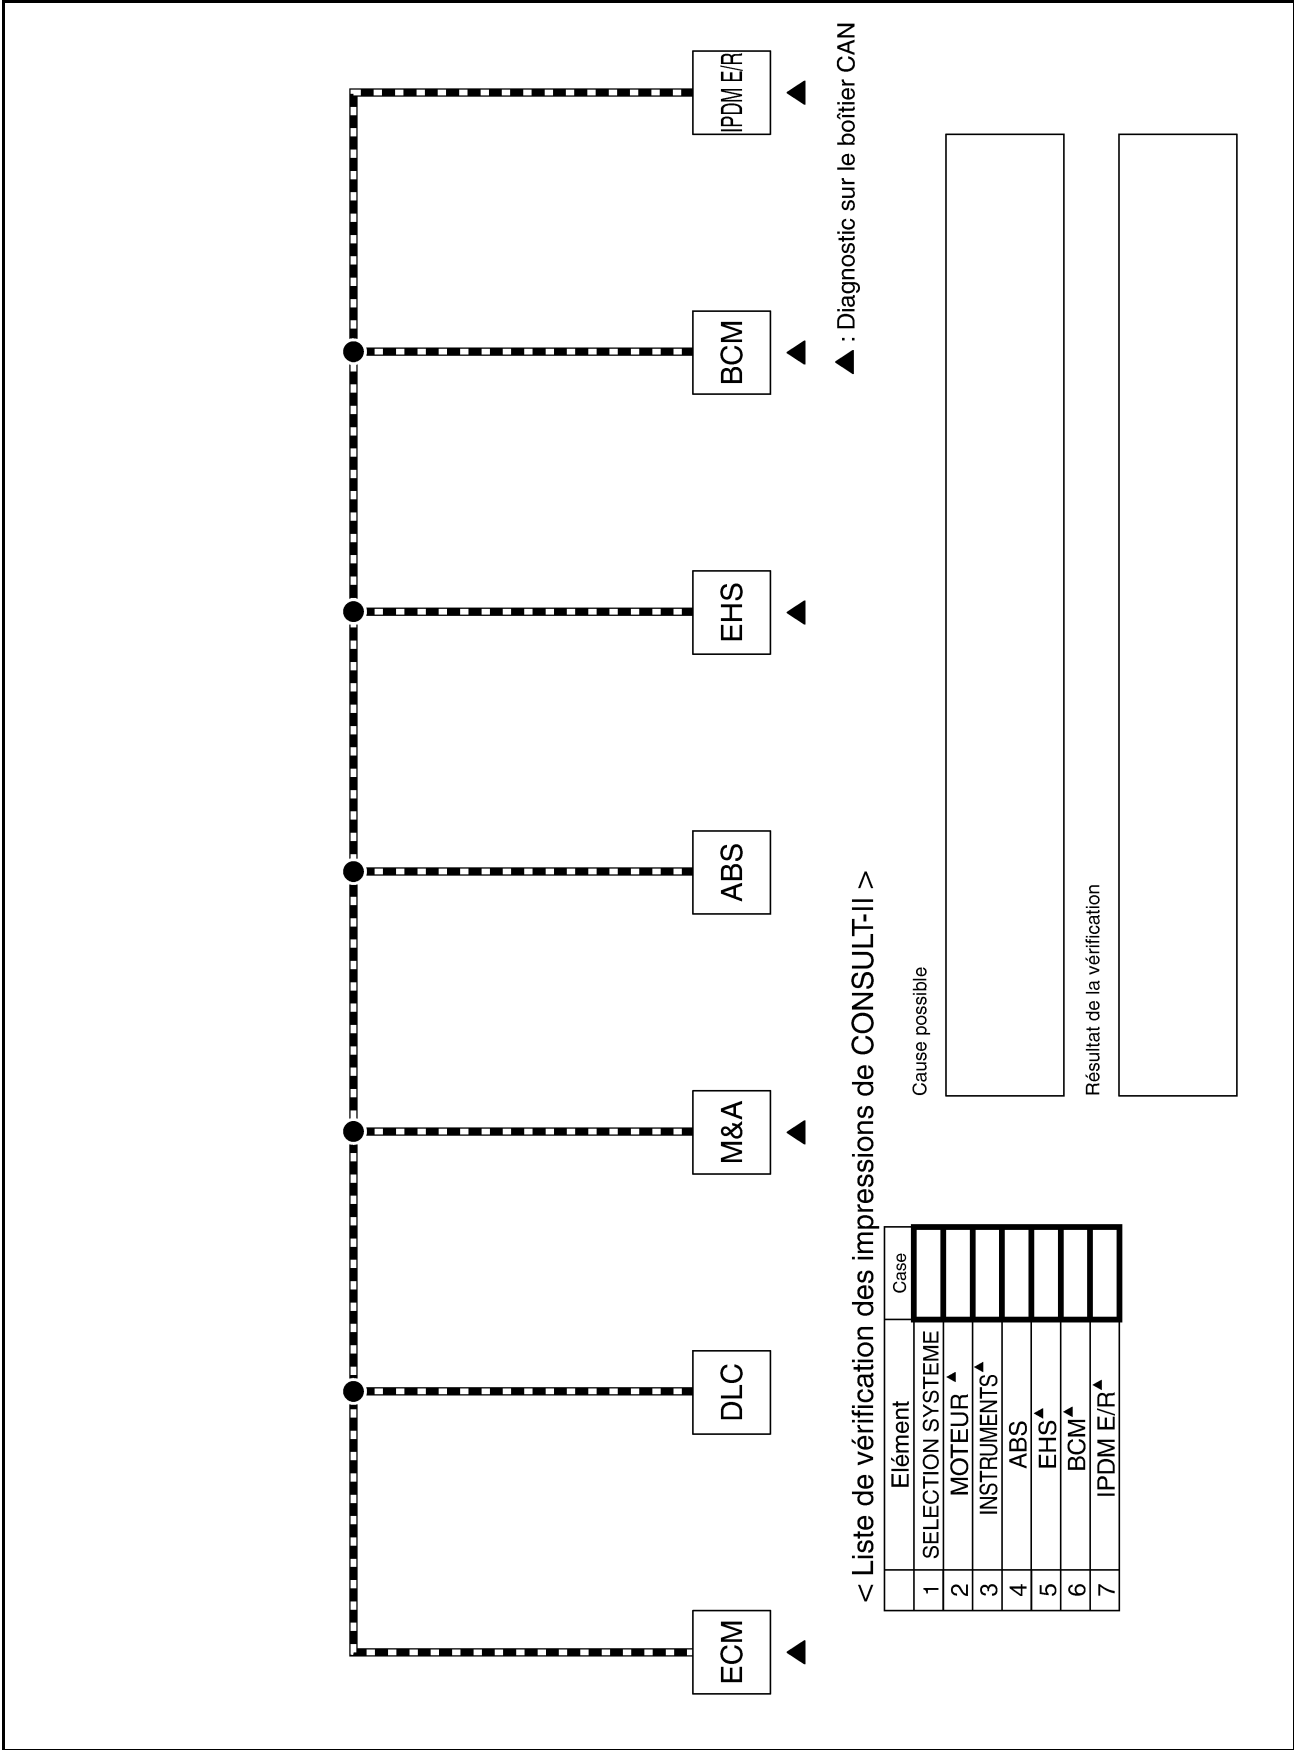 ECM
DLC
M&A
ABS
EHS
BCM
IPDM E/R
▲ : Diagnostic sur le boîtier CAN
< Liste de vérification des impressions de CONSULT-II >
Elément Case
1 SELECTION SYSTEME
2 MOTEUR▲
3 INSTRUMENTS▲
4 ABS
5 EHS▲
6 BCM▲
7 IPDM E/R▲
Cause possible
Résultat de la vérification